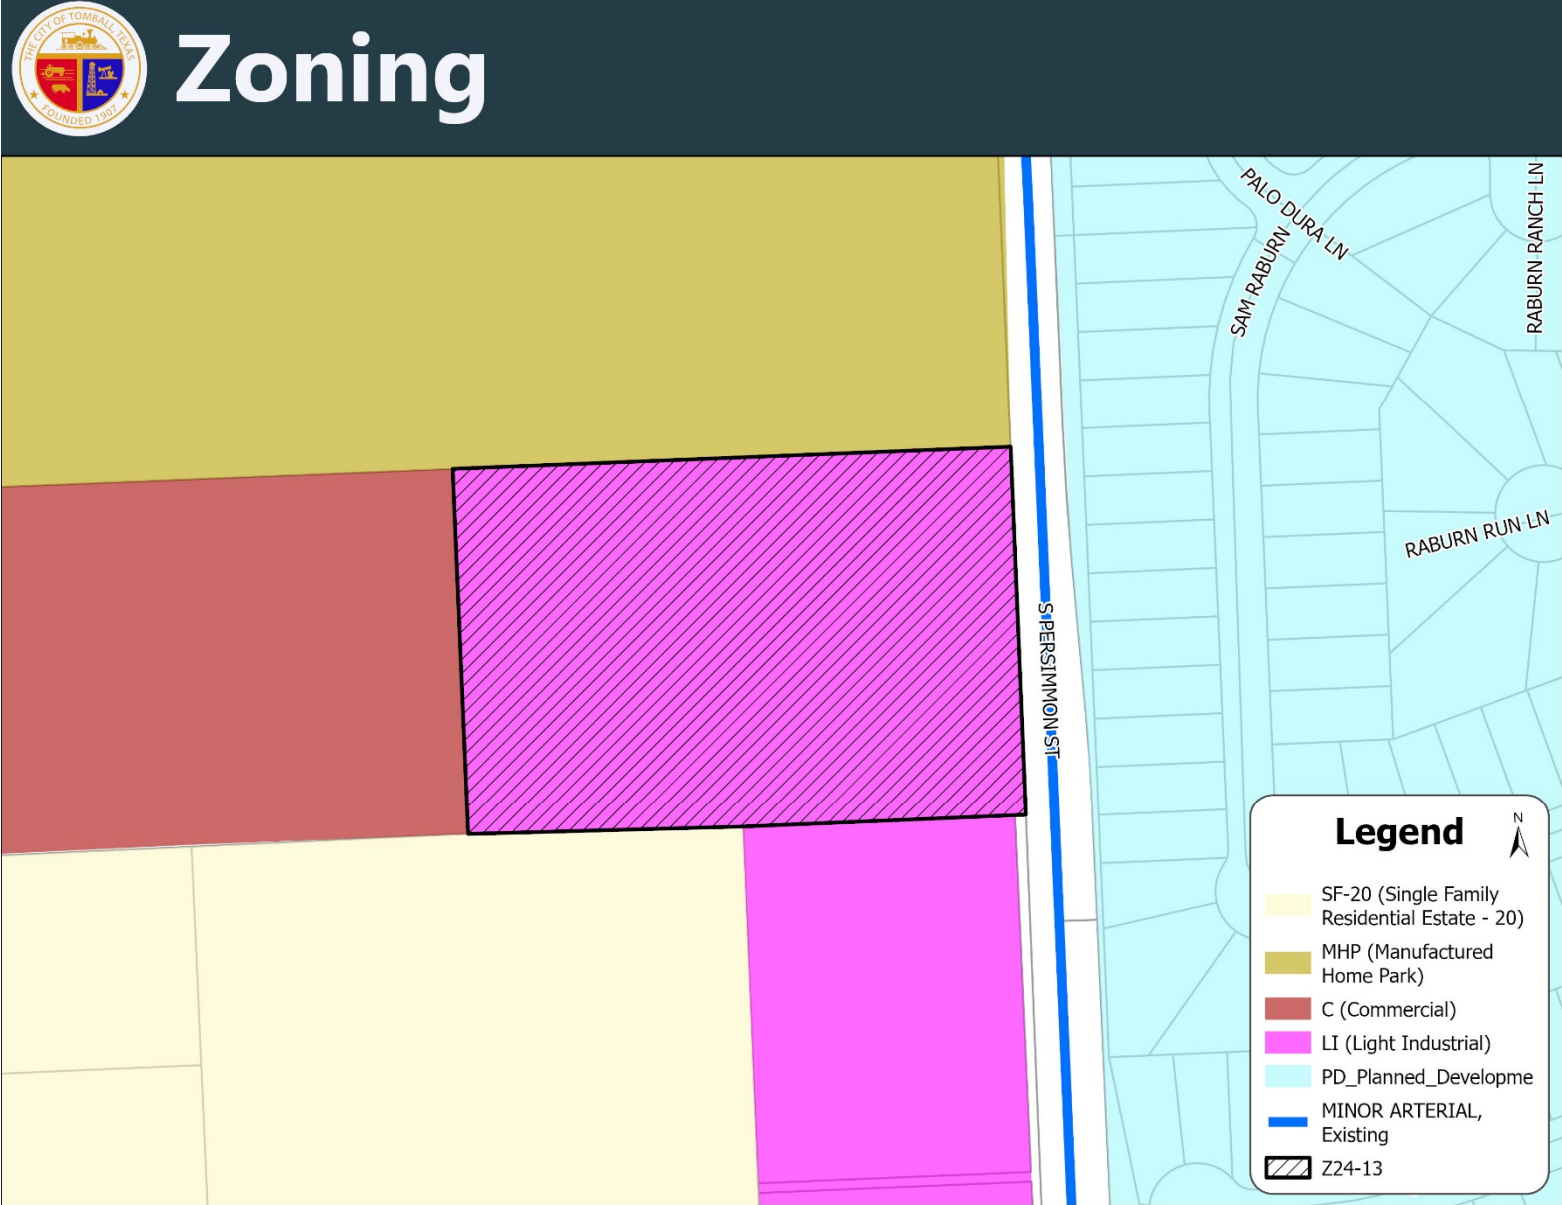 THE CITY OF TOMBALL, TEXAS
FOUNDED 1907
Zoning
PALO DURA LN
SAM RABURN
RABURN RANCH LN
RABURN RUN LN
S PERSIMMON ST
Legend
N
SF-20 (Single Family
Residential Estate - 20)
MHP (Manufactured
Home Park)
C (Commercial)
LI (Light Industrial)
PD_Planned_Developme
MINOR ARTERIAL,
Existing
Z24-13